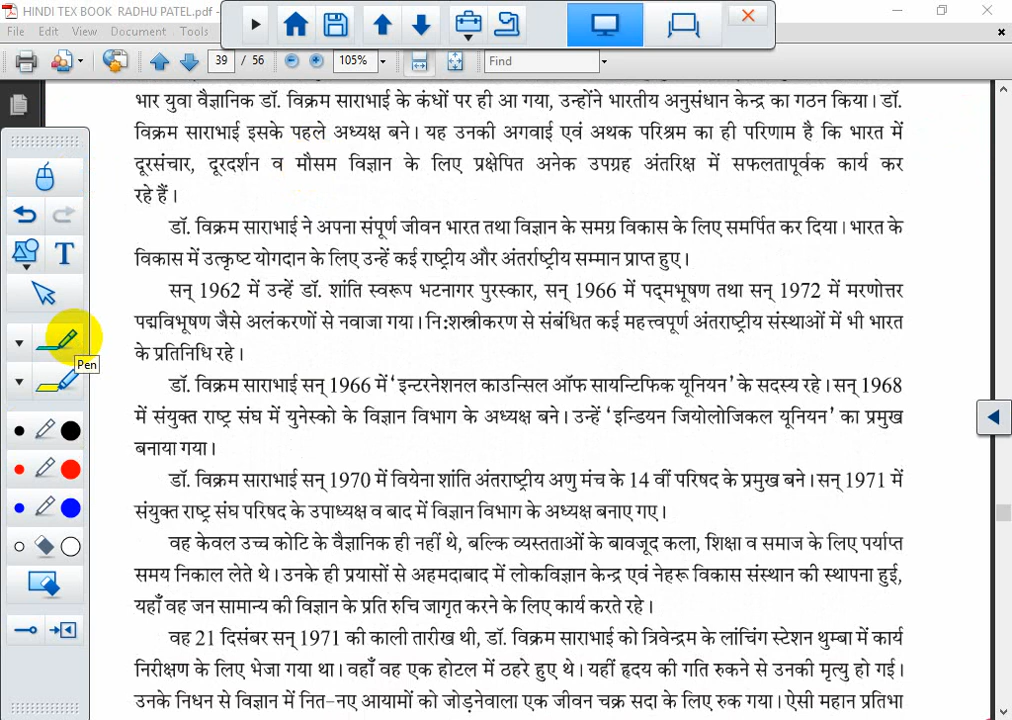 HINDI TEX BOOK RADHU PATEL.pdf -
File Edit View Document Tools
39 / 56 105% Find
भार युवा वैज्ञानिक डॉ. विक्रम साराभाई के कंधों पर ही आ गया, उन्होंने भारतीय अनुसंधान केन्द्र का गठन किया। डॉ.
विक्रम साराभाई इसके पहले अध्यक्ष बने। यह उनकी अगवाई एवं अथक परिश्रम का ही परिणाम है कि भारत में
दूरसंचार, दूरदर्शन व मौसम विज्ञान के लिए प्रक्षेपित अनेक उपग्रह अंतरिक्ष में सफलतापूर्वक कार्य कर
रहे हैं।
डॉ. विक्रम साराभाई ने अपना संपूर्ण जीवन भारत तथा विज्ञान के समग्र विकास के लिए समर्पित कर दिया। भारत के
विकास में उत्कृष्ट योगदान के लिए उन्हें कई राष्ट्रीय और अंतर्राष्ट्रीय सम्मान प्राप्त हुए।
सन् 1962 में उन्हें डॉ. शांति स्वरूप भटनागर पुरस्कार, सन् 1966 में पद्मभूषण तथा सन् 1972 में मरणोत्तर
पद्मविभूषण जैसे अलंकरणों से नवाजा गया। नि:शस्त्रीकरण से संबंधित कई महत्त्वपूर्ण अंतराष्ट्रीय संस्थाओं में भी भारत
के प्रतिनिधि रहे।
Pen
डॉ. विक्रम साराभाई सन् 1966 में ‘इन्टरनेशनल काउन्सिल ऑफ सायन्टिफिक यूनियन’ के सदस्य रहे। सन् 1968
में संयुक्त राष्ट्र संघ में युनेस्को के विज्ञान विभाग के अध्यक्ष बने। उन्हें ‘इन्डियन जियोलोजिकल यूनियन’ का प्रमुख
बनाया गया।
डॉ. विक्रम साराभाई सन् 1970 में वियेना शांति अंतराष्ट्रीय अणु मंच के 14 वीं परिषद के प्रमुख बने। सन् 1971 में
संयुक्त राष्ट्र संघ परिषद के उपाध्यक्ष व बाद में विज्ञान विभाग के अध्यक्ष बनाए गए।
वह केवल उच्च कोटि के वैज्ञानिक ही नहीं थे, बल्कि व्यस्तताओं के बावजूद कला, शिक्षा व समाज के लिए पर्याप्त
समय निकाल लेते थे। उनके ही प्रयासों से अहमदाबाद में लोकविज्ञान केन्द्र एवं नेहरू विकास संस्थान की स्थापना हुई,
यहाँ वह जन सामान्य की विज्ञान के प्रति रुचि जागृत करने के लिए कार्य करते रहे।
वह 21 दिसंबर सन् 1971 की काली तारीख थी, डॉ. विक्रम साराभाई को त्रिवेन्द्रम के लांचिंग स्टेशन थुम्बा में कार्य
निरीक्षण के लिए भेजा गया था। वहाँ वह एक होटल में ठहरे हुए थे। यहीं हृदय की गति रुकने से उनकी मृत्यु हो गई।
उनके निधन से विज्ञान में नित-नए आयामों को जोड़नेवाला एक जीवन चक्र सदा के लिए रुक गया। ऐसी महान प्रतिभा